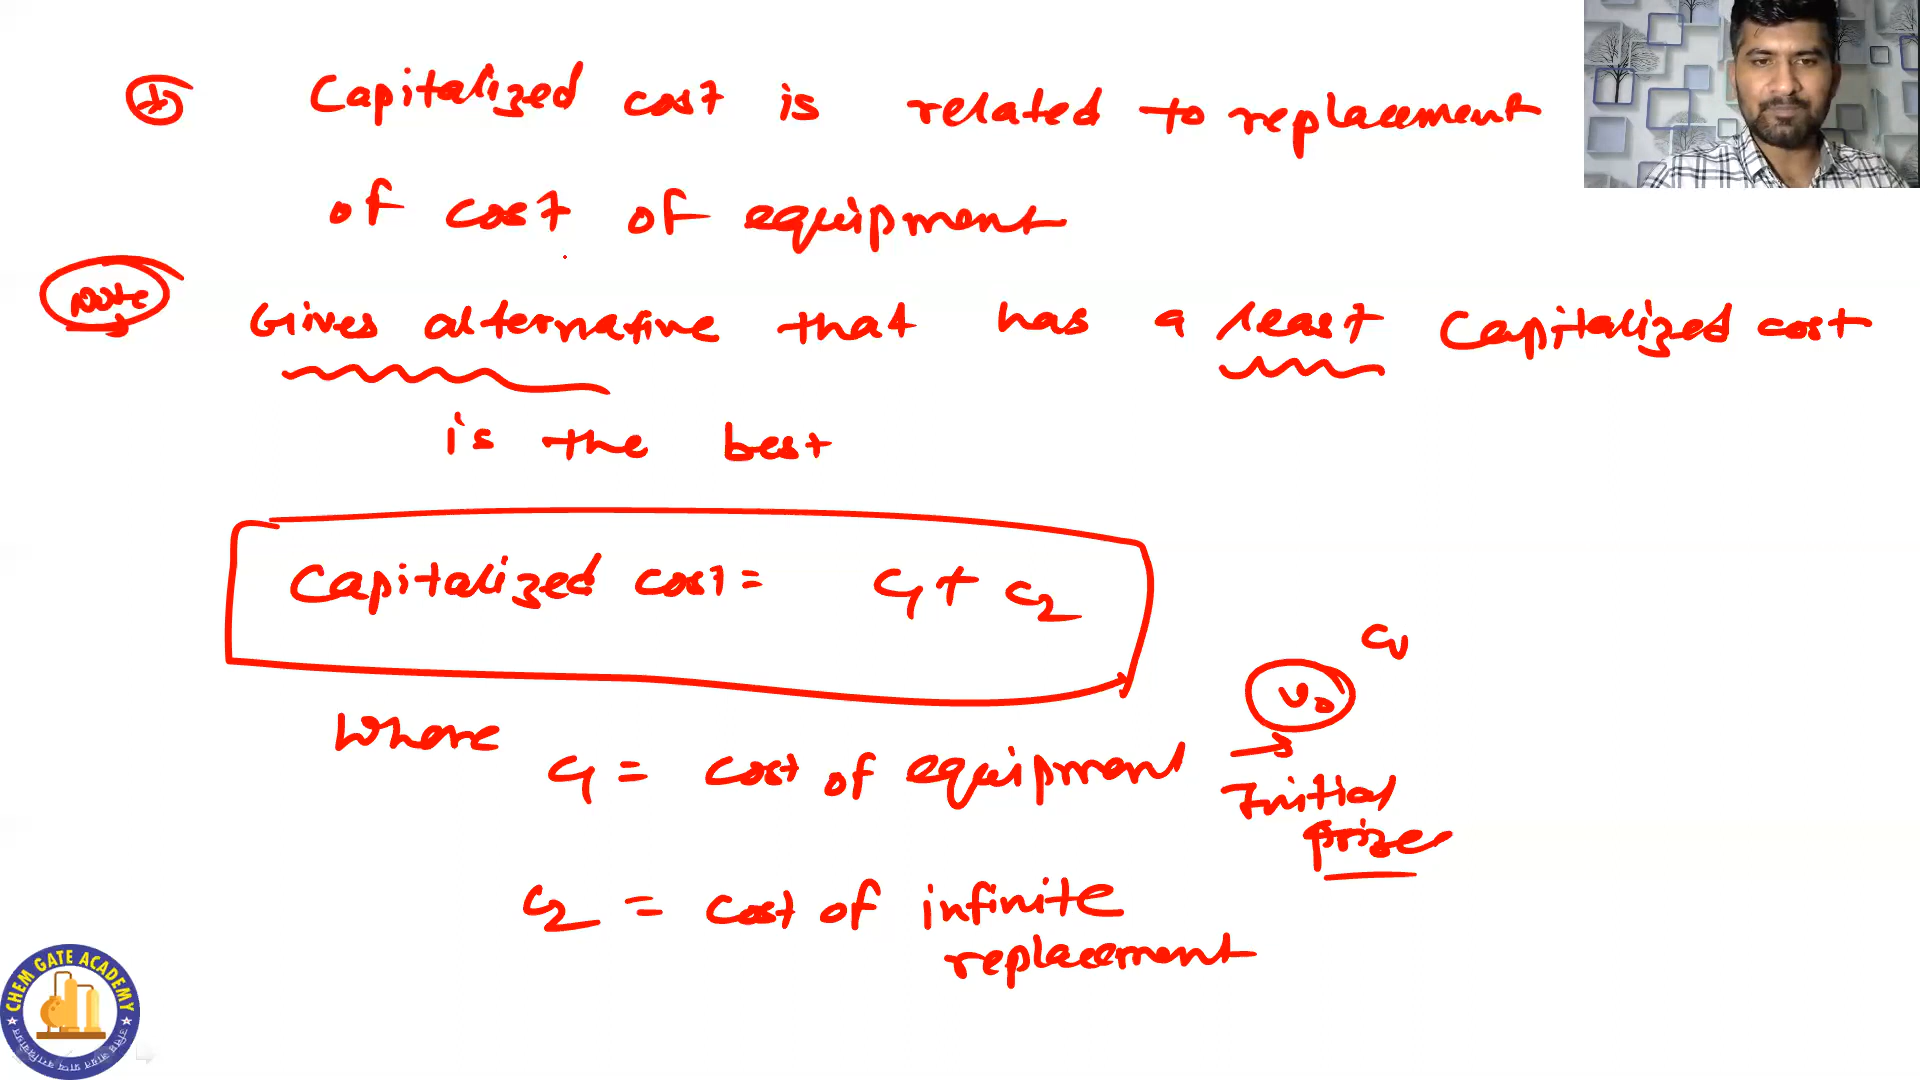 Capitalized cost is related to replacement
of cost of equipment
Note
Gives alternative that has a least Capitalized cost
is the best
Capitalized cost = C1 + C2
Where
C1 = cost of equipment → V0 Cv
Initial
prize
C2 = cost of infinite
replacement
CHEM GATE ACADEMY